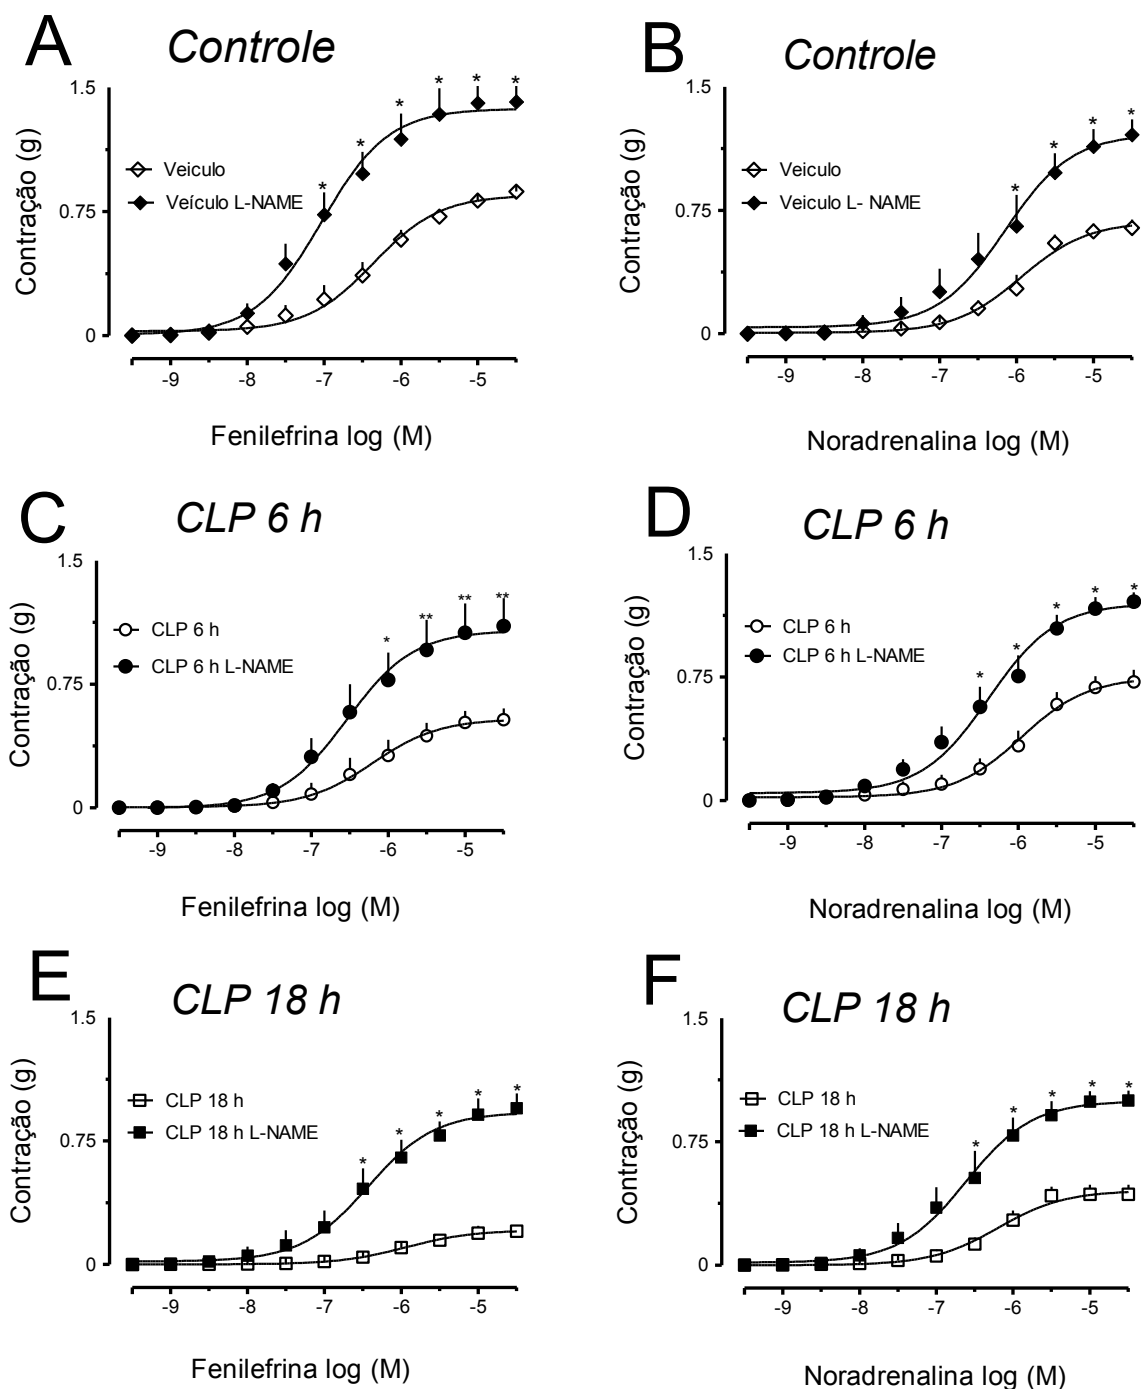 A
Controle
Contração (g)
1.5
0.75
0
Veiculo
Veículo L-NAME
* * * * * * *
-9 -8 -7 -6 -5
Fenilefrina log (M)
B
Controle
Contração (g)
1.5
0.75
0
Veiculo
Veiculo L- NAME
* * * *
-9 -8 -7 -6 -5
Noradrenalina log (M)
C
CLP 6 h
Contração (g)
1.5
0.75
0
CLP 6 h
CLP 6 h L-NAME
* ** ** **
-9 -8 -7 -6 -5
Fenilefrina log (M)
D
CLP 6 h
Contração (g)
1.5
0.75
0
CLP 6 h
CLP 6 h L-NAME
* * * * *
-9 -8 -7 -6 -5
Noradrenalina log (M)
E
CLP 18 h
Contração (g)
1.5
0.75
0
CLP 18 h
CLP 18 h L-NAME
* * * * *
-9 -8 -7 -6 -5
Fenilefrina log (M)
F
CLP 18 h
Contração (g)
1.5
0.75
0
CLP 18 h
CLP 18 h L-NAME
* * * * *
-9 -8 -7 -6 -5
Noradrenalina log (M)